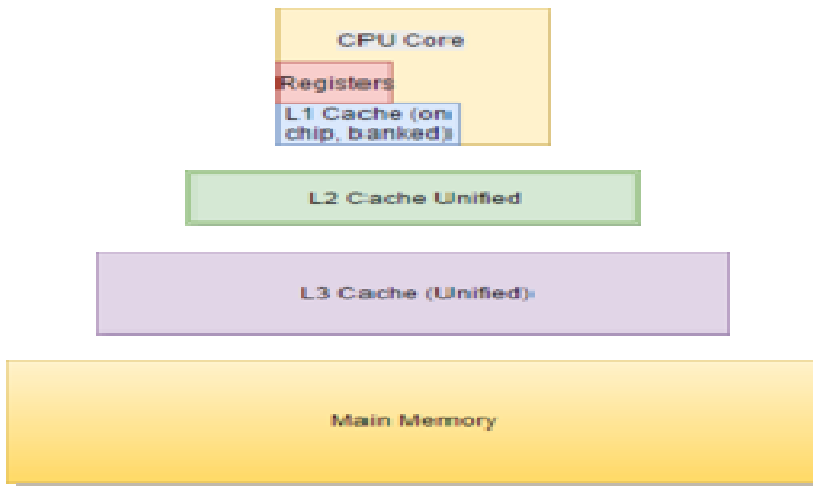 CPU Core
Registers
L1 Cache (on
chip, banked)
L2 Cache Unified
L3 Cache (Unified)
Main Memory